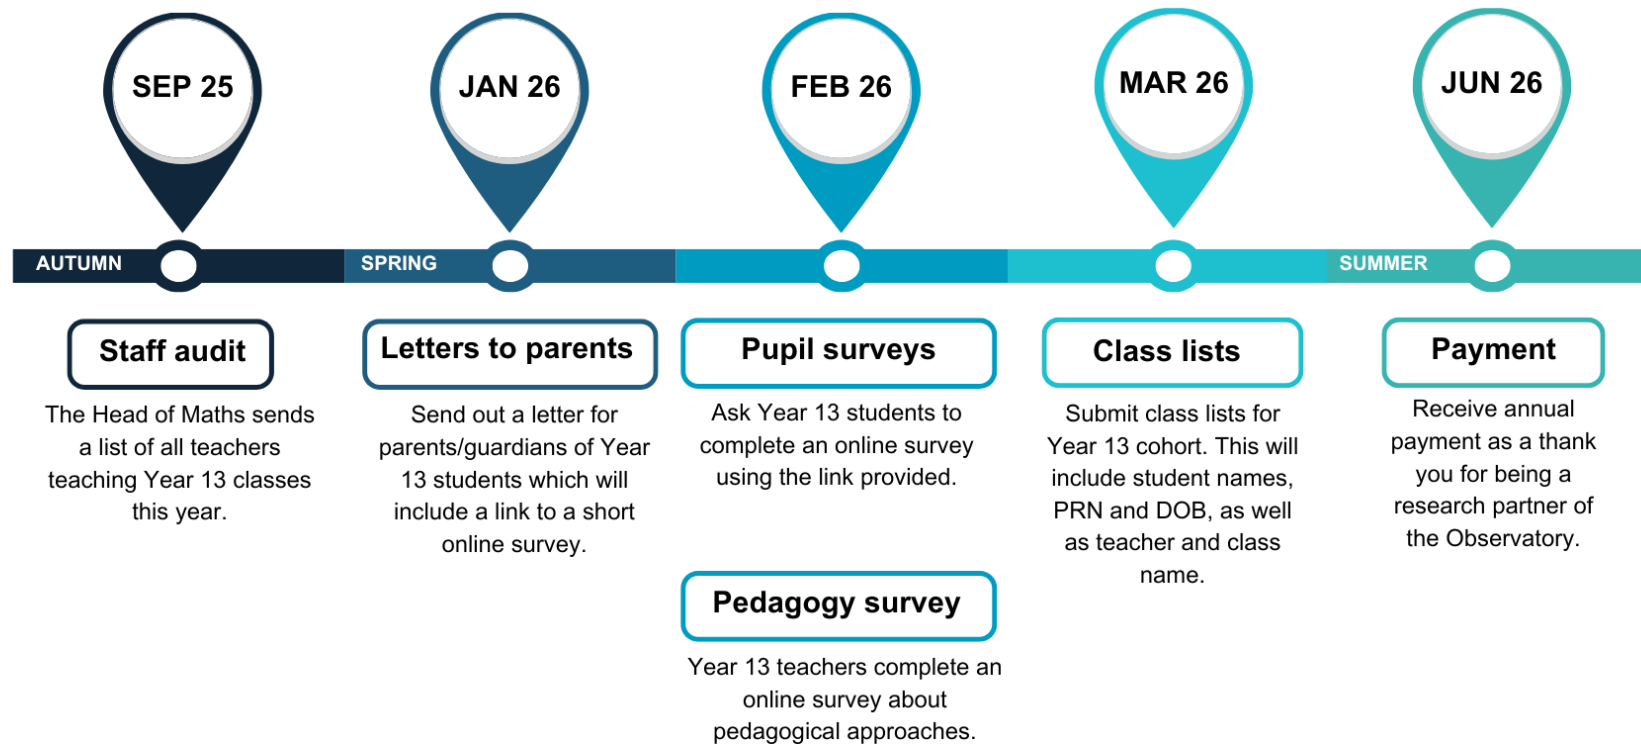 SEP 25
JAN 26
FEB 26
MAR 26
JUN 26
AUTUMN
SPRING
SUMMER
Staff audit
The Head of Maths sends
a list of all teachers
teaching Year 13 classes
this year.
Letters to parents
Send out a letter for
parents/guardians of Year
13 students which will
include a link to a short
online survey.
Pupil surveys
Ask Year 13 students to
complete an online survey
using the link provided.
Pedagogy survey
Year 13 teachers complete an
online survey about
pedagogical approaches.
Class lists
Submit class lists for
Year 13 cohort. This will
include student names,
PRN and DOB, as well
as teacher and class
name.
Payment
Receive annual
payment as a thank
you for being a
research partner of
the Observatory.